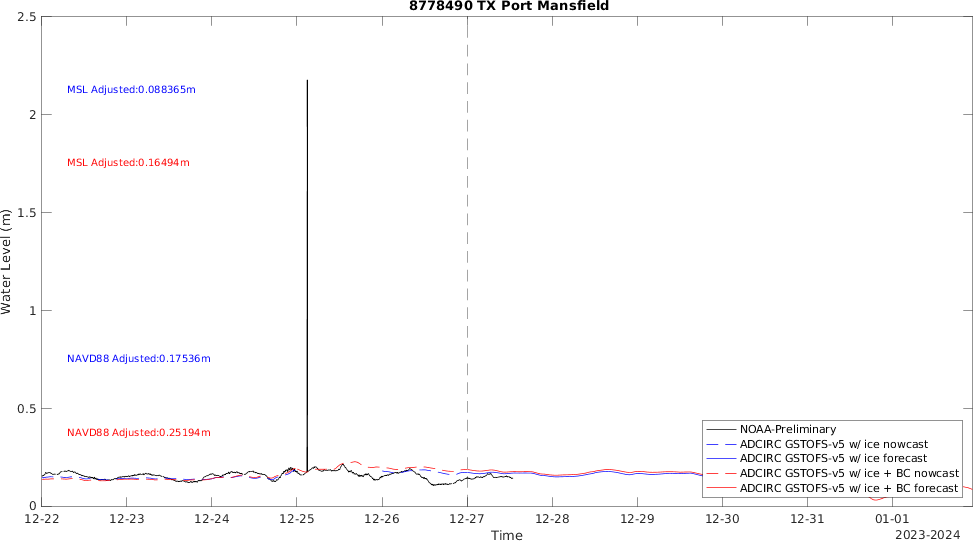 8778490 TX Port Mansfield
2.5
2
1.5
1
0.5
0
Water Level (m)
MSL Adjusted:0.088365m
MSL Adjusted:0.16494m
NAVD88 Adjusted:0.17536m
NAVD88 Adjusted:0.25194m
NOAA-Preliminary
ADCIRC GSTOFS-v5 w/ ice nowcast
ADCIRC GSTOFS-v5 w/ ice forecast
ADCIRC GSTOFS-v5 w/ ice + BC nowcast
ADCIRC GSTOFS-v5 w/ ice + BC forecast
12-22 12-23 12-24 12-25 12-26 12-27 12-28 12-29 12-30 12-31 01-01
Time
2023-2024